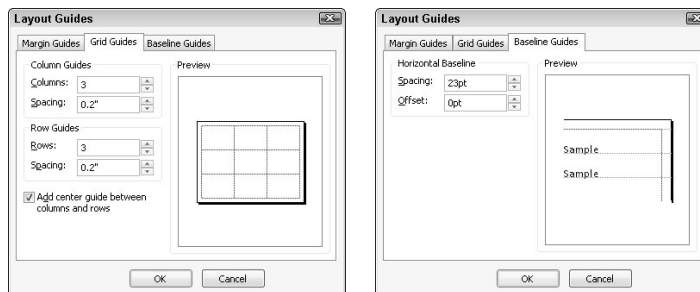 Layout Guides
Margin Guides Grid Guides Baseline Guides
Column Guides
Columns: 3
Spacing: 0.2"
Row Guides
Rows: 3
Spacing: 0.2"
Add center guide between
columns and rows
Preview
OK Cancel
Layout Guides
Margin Guides Grid Guides Baseline Guides
Horizontal Baseline
Spacing: 23pt
Offset: 0pt
Preview
Sample
Sample
OK Cancel